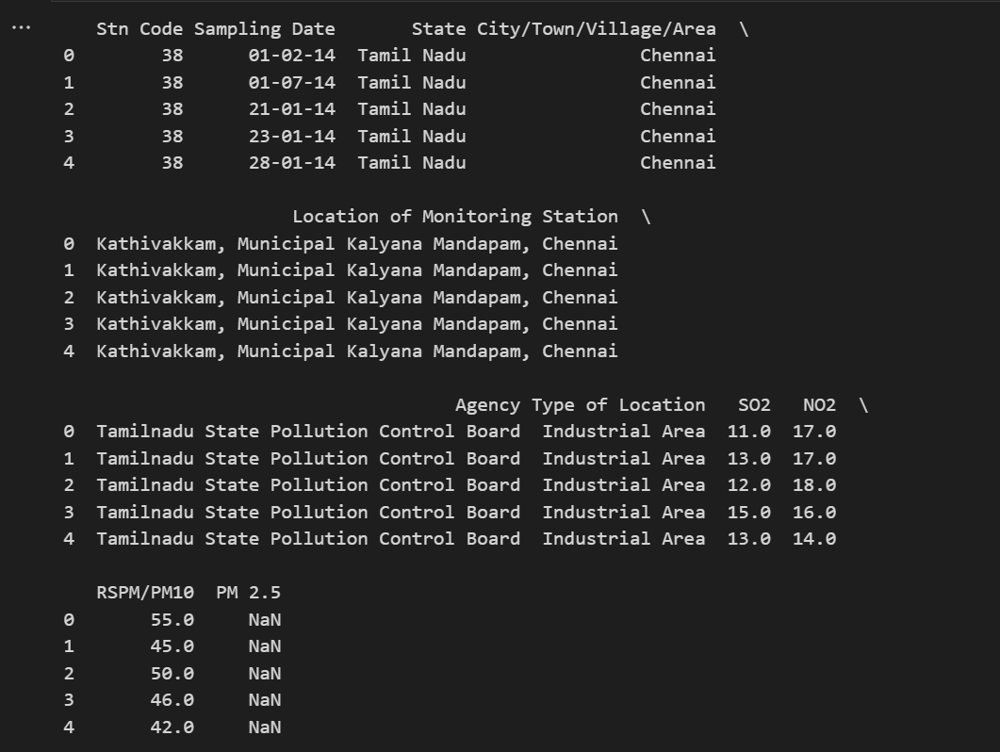 ...
Stn Code Sampling Date State City/Town/Village/Area \
0 38 01-02-14 Tamil Nadu Chennai
1 38 01-07-14 Tamil Nadu Chennai
2 38 21-01-14 Tamil Nadu Chennai
3 38 23-01-14 Tamil Nadu Chennai
4 38 28-01-14 Tamil Nadu Chennai
Location of Monitoring Station \
0 Kathivakkam, Municipal Kalyana Mandapam, Chennai
1 Kathivakkam, Municipal Kalyana Mandapam, Chennai
2 Kathivakkam, Municipal Kalyana Mandapam, Chennai
3 Kathivakkam, Municipal Kalyana Mandapam, Chennai
4 Kathivakkam, Municipal Kalyana Mandapam, Chennai
Agency Type of Location SO2 NO2 \
0 Tamilnadu State Pollution Control Board Industrial Area 11.0 17.0
1 Tamilnadu State Pollution Control Board Industrial Area 13.0 17.0
2 Tamilnadu State Pollution Control Board Industrial Area 12.0 18.0
3 Tamilnadu State Pollution Control Board Industrial Area 15.0 16.0
4 Tamilnadu State Pollution Control Board Industrial Area 13.0 14.0
RSPM/PM10 PM 2.5
0 55.0 NaN
1 45.0 NaN
2 50.0 NaN
3 46.0 NaN
4 42.0 NaN